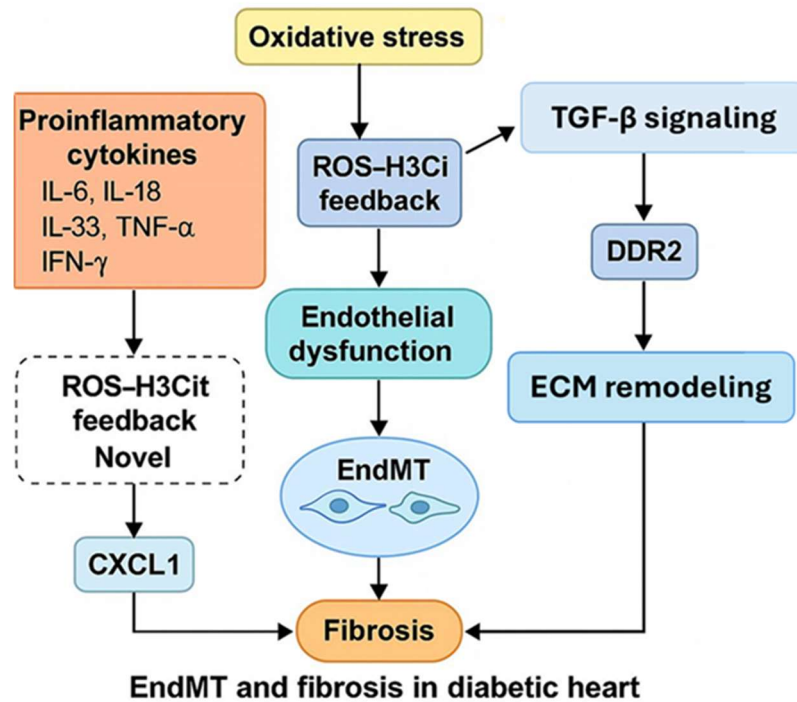 Oxidative stress
Proinflammatory
cytokines
IL-6, IL-18
IL-33, TNF-α
IFN-γ
ROS–H3Ci
feedback
TGF-β signaling
DDR2
Endothelial
dysfunction
ECM remodeling
ROS–H3Cit
feedback
Novel
EndMT
CXCL1
Fibrosis
EndMT and fibrosis in diabetic heart